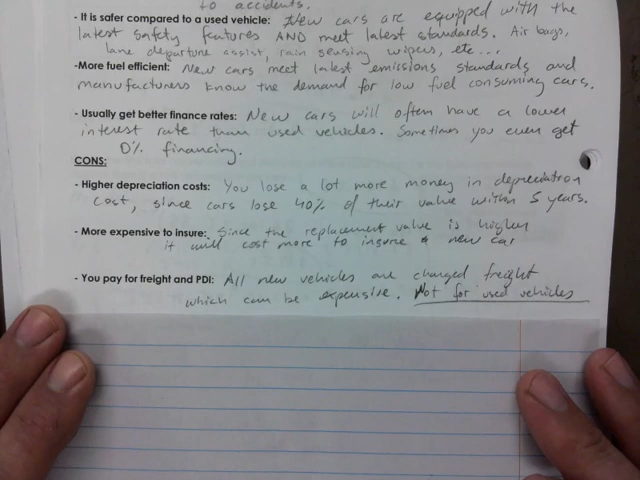 to accidents.
- It is safer compared to a used vehicle: New cars are equipped with the
latest safety features AND meet latest standards. Air bags,
lane departure assist, rain sensing wipers, etc...
-More fuel efficient: New cars meet latest emissions standards and
manufacturers know the demand for low fuel consuming cars.
- Usually get better finance rates: New cars will often have a lower
interest rate than used vehicles. Sometimes you even get
0% financing.
CONS:
- Higher depreciation costs: You lose a lot more money in depreciation
cost, since cars lose 40% of their value within 5 years.
- More expensive to insure: Since the replacement value is higher
it will cost more to insure a new car
- You pay for freight and PDI: All new vehicles are charged freight
which can be expensive. Not for used vehicles